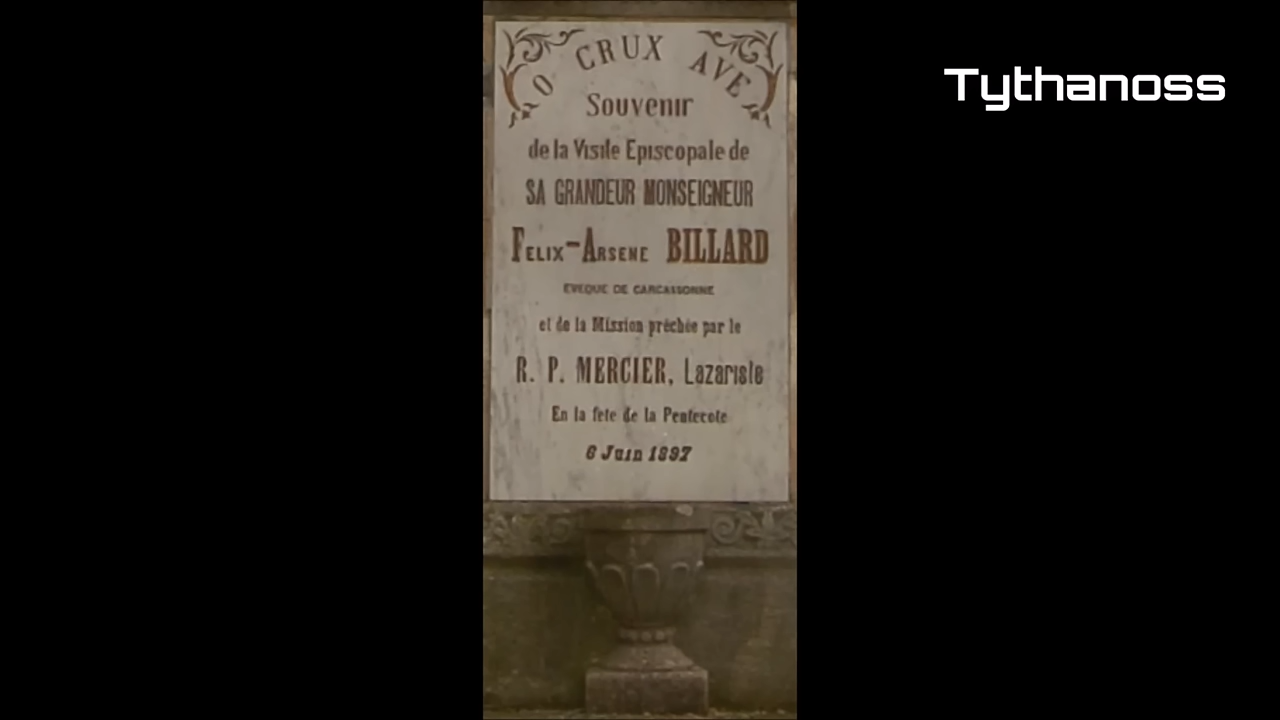 O CRUX AVE
Souvenir
de la Visite Episcopale de
SA GRANDEUR MONSEIGNEUR
FELIX-ARSENE BILLARD
EVEQUE DE CARCASSONNE
et de la Mission prêchée par le
R. P. MERCIER, Lazariste
En la fete de la Pentecote
6 Juin 1897
Tythanoss